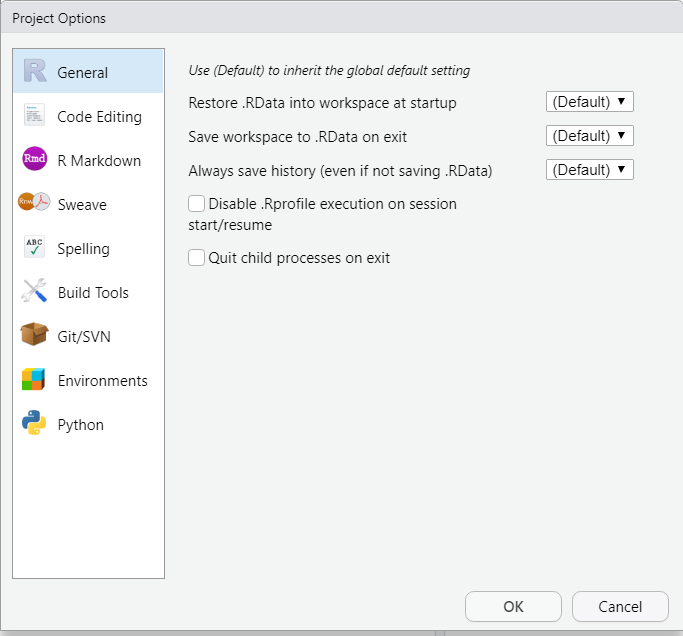 Project Options
General
Code Editing
Rmd
R Markdown
Sweave
ABC
Spelling
Build Tools
Git/SVN
Environments
Python
Use (Default) to inherit the global default setting
Restore .RData into workspace at startup (Default)
Save workspace to .RData on exit (Default)
Always save history (even if not saving .RData) (Default)
Disable .Rprofile execution on session
start/resume
Quit child processes on exit
OK Cancel